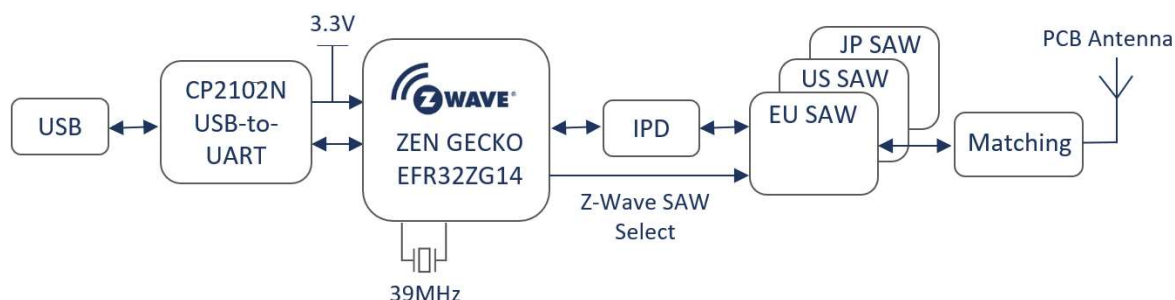 3.3V
JP SAW
PCB Antenna
US SAW
CP2102N
USB-to-
UART
USB
Z WAVE®
ZEN GECKO
EFR32ZG14
IPD
EU SAW
Matching
Z-Wave SAW
Select
39MHz